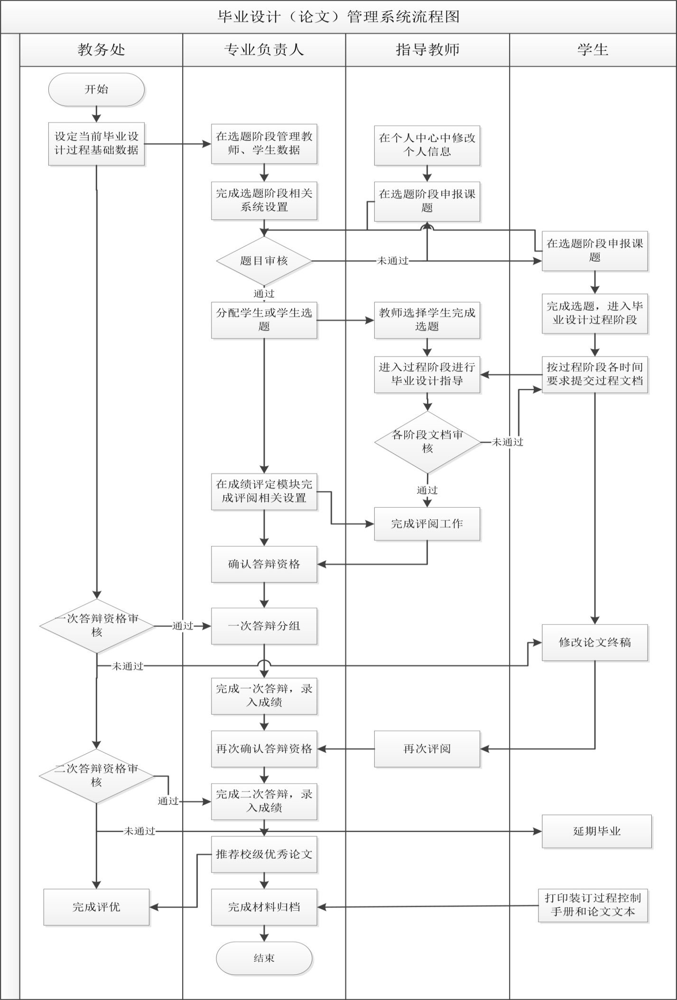 毕业设计（论文）管理系统流程图
教务处
专业负责人
指导教师
学生
开始
设定当前毕业设
计过程基础数据
在选题阶段管理教
师、学生数据
在个人中心中修改
个人信息
完成选题阶段相关
系统设置
在选题阶段申报课
题
在选题阶段申报课
题
题目审核
未通过
通过
分配学生或学生选
题
教师选择学生完成
选题
完成选题，进入毕
业设计过程阶段
进入过程阶段进行
毕业设计指导
按过程阶段各时间
要求提交过程文档
各阶段文档审
核
未通过
通过
在成绩评定模块完
成评阅相关设置
完成评阅工作
确认答辩资格
一次答辩资格审
核
通过
一次答辩分组
修改论文终稿
未通过
完成一次答辩，录
入成绩
再次确认答辩资格
再次评阅
二次答辩资格审
核
通过
完成二次答辩，录
入成绩
未通过
延期毕业
推荐校级优秀论文
完成评优
完成材料归档
打印装订过程控制
手册和论文文本
结束